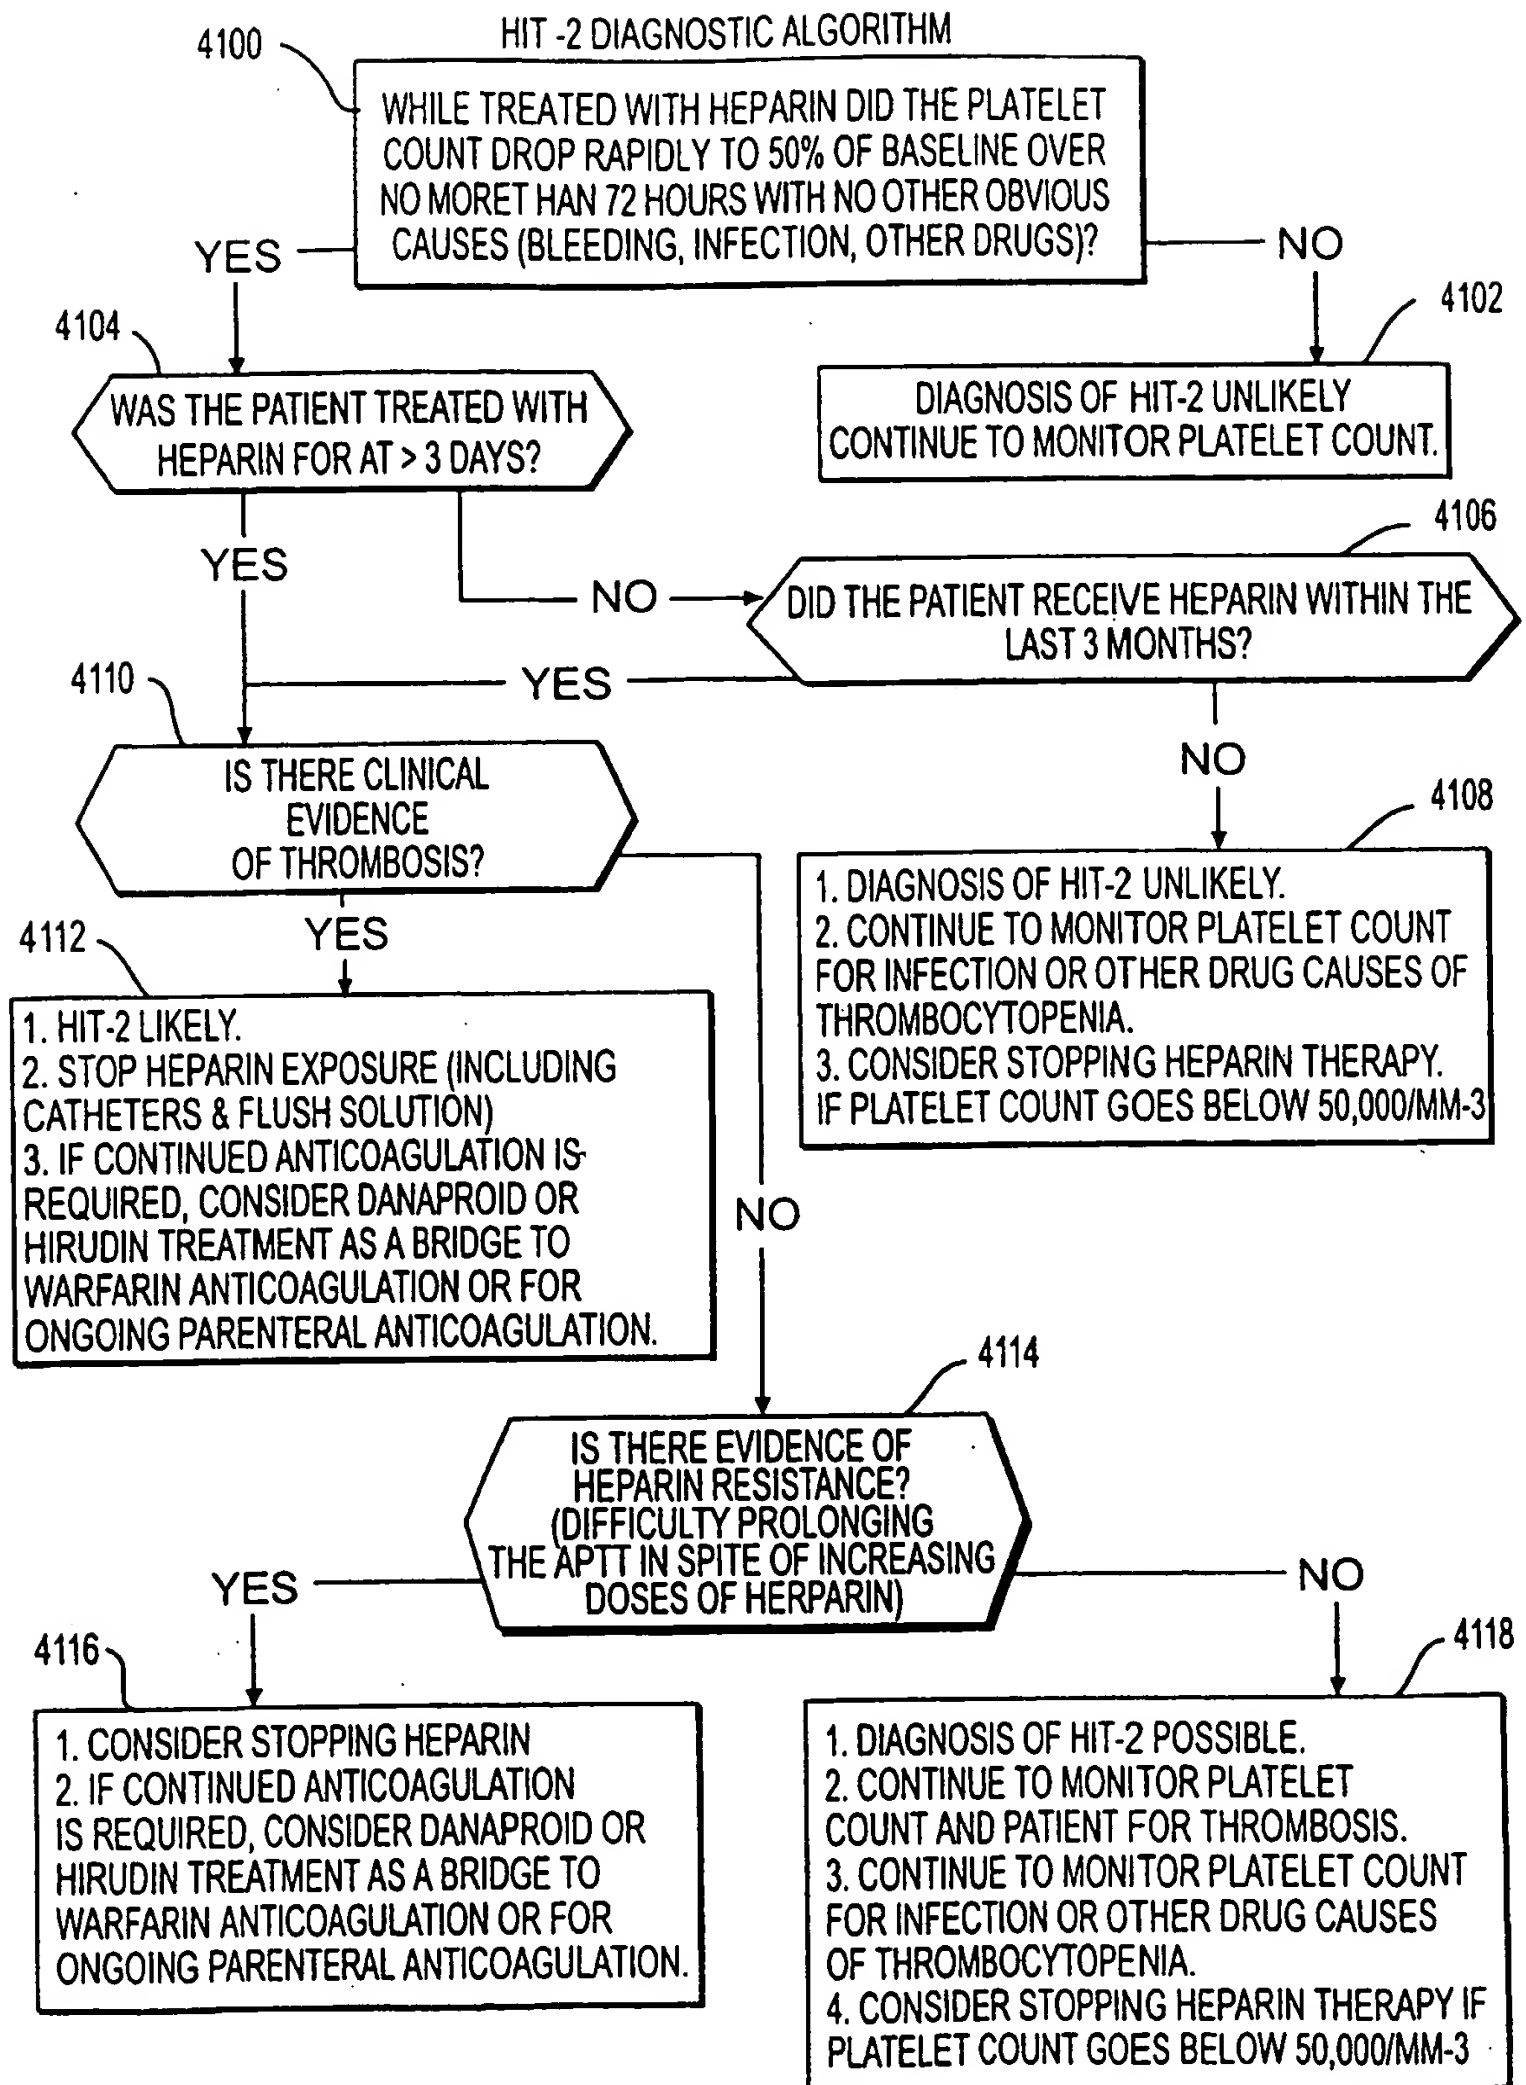 HIT -2 DIAGNOSTIC ALGORITHM
4100
WHILE TREATED WITH HEPARIN DID THE PLATELET
COUNT DROP RAPIDLY TO 50% OF BASELINE OVER
NO MORET HAN 72 HOURS WITH NO OTHER OBVIOUS
CAUSES (BLEEDING, INFECTION, OTHER DRUGS)?
YES
NO
4102
DIAGNOSIS OF HIT-2 UNLIKELY
CONTINUE TO MONITOR PLATELET COUNT.
4104
WAS THE PATIENT TREATED WITH
HEPARIN FOR AT > 3 DAYS?
YES
NO
4106
DID THE PATIENT RECEIVE HEPARIN WITHIN THE
LAST 3 MONTHS?
YES
NO
4108
1. DIAGNOSIS OF HIT-2 UNLIKELY.
2. CONTINUE TO MONITOR PLATELET COUNT
FOR INFECTION OR OTHER DRUG CAUSES OF
THROMBOCYTOPENIA.
3. CONSIDER STOPPING HEPARIN THERAPY.
IF PLATELET COUNT GOES BELOW 50,000/MM-3
4110
IS THERE CLINICAL
EVIDENCE
OF THROMBOSIS?
YES
NO
4112
1. HIT-2 LIKELY.
2. STOP HEPARIN EXPOSURE (INCLUDING
CATHETERS & FLUSH SOLUTION)
3. IF CONTINUED ANTICOAGULATION IS
REQUIRED, CONSIDER DANAPROID OR
HIRUDIN TREATMENT AS A BRIDGE TO
WARFARIN ANTICOAGULATION OR FOR
ONGOING PARENTERAL ANTICOAGULATION.
4114
IS THERE EVIDENCE OF
HEPARIN RESISTANCE?
(DIFFICULTY PROLONGING
THE APTT IN SPITE OF INCREASING
DOSES OF HERPARIN)
YES
NO
4116
1. CONSIDER STOPPING HEPARIN
2. IF CONTINUED ANTICOAGULATION
IS REQUIRED, CONSIDER DANAPROID OR
HIRUDIN TREATMENT AS A BRIDGE TO
WARFARIN ANTICOAGULATION OR FOR
ONGOING PARENTERAL ANTICOAGULATION.
4118
1. DIAGNOSIS OF HIT-2 POSSIBLE.
2. CONTINUE TO MONITOR PLATELET
COUNT AND PATIENT FOR THROMBOSIS.
3. CONTINUE TO MONITOR PLATELET COUNT
FOR INFECTION OR OTHER DRUG CAUSES
OF THROMBOCYTOPENIA.
4. CONSIDER STOPPING HEPARIN THERAPY IF
PLATELET COUNT GOES BELOW 50,000/MM-3